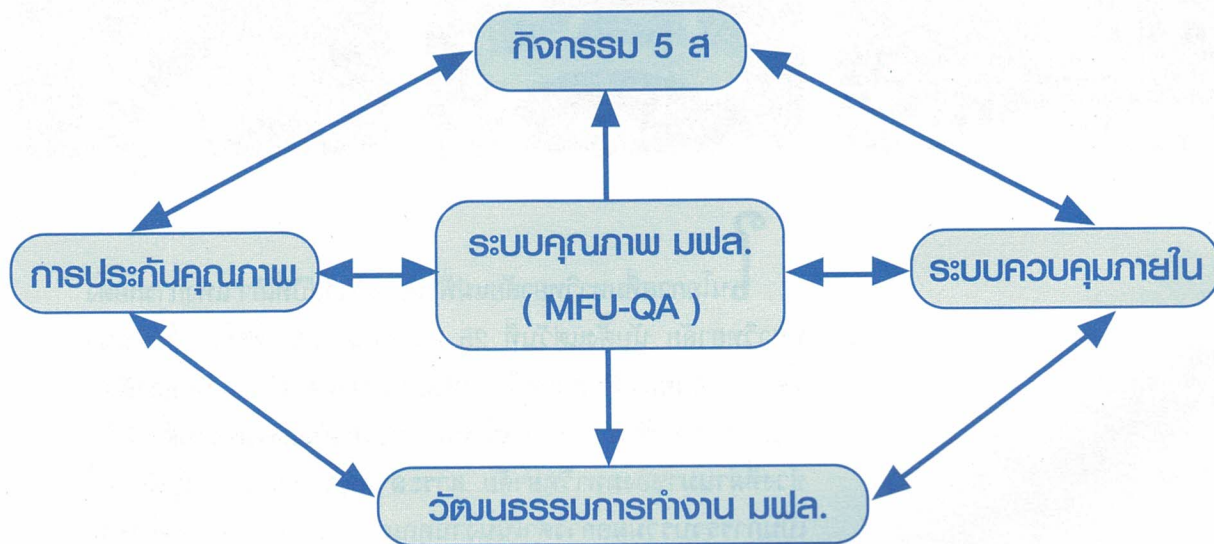 กิจกรรม 5 ส
การประกันคุณภาพ
ระบบคุณภาพ มฟล.
( MFU-QA )
ระบบควบคุมภายใน
วัฒนธรรมการทำงาน มฟล.